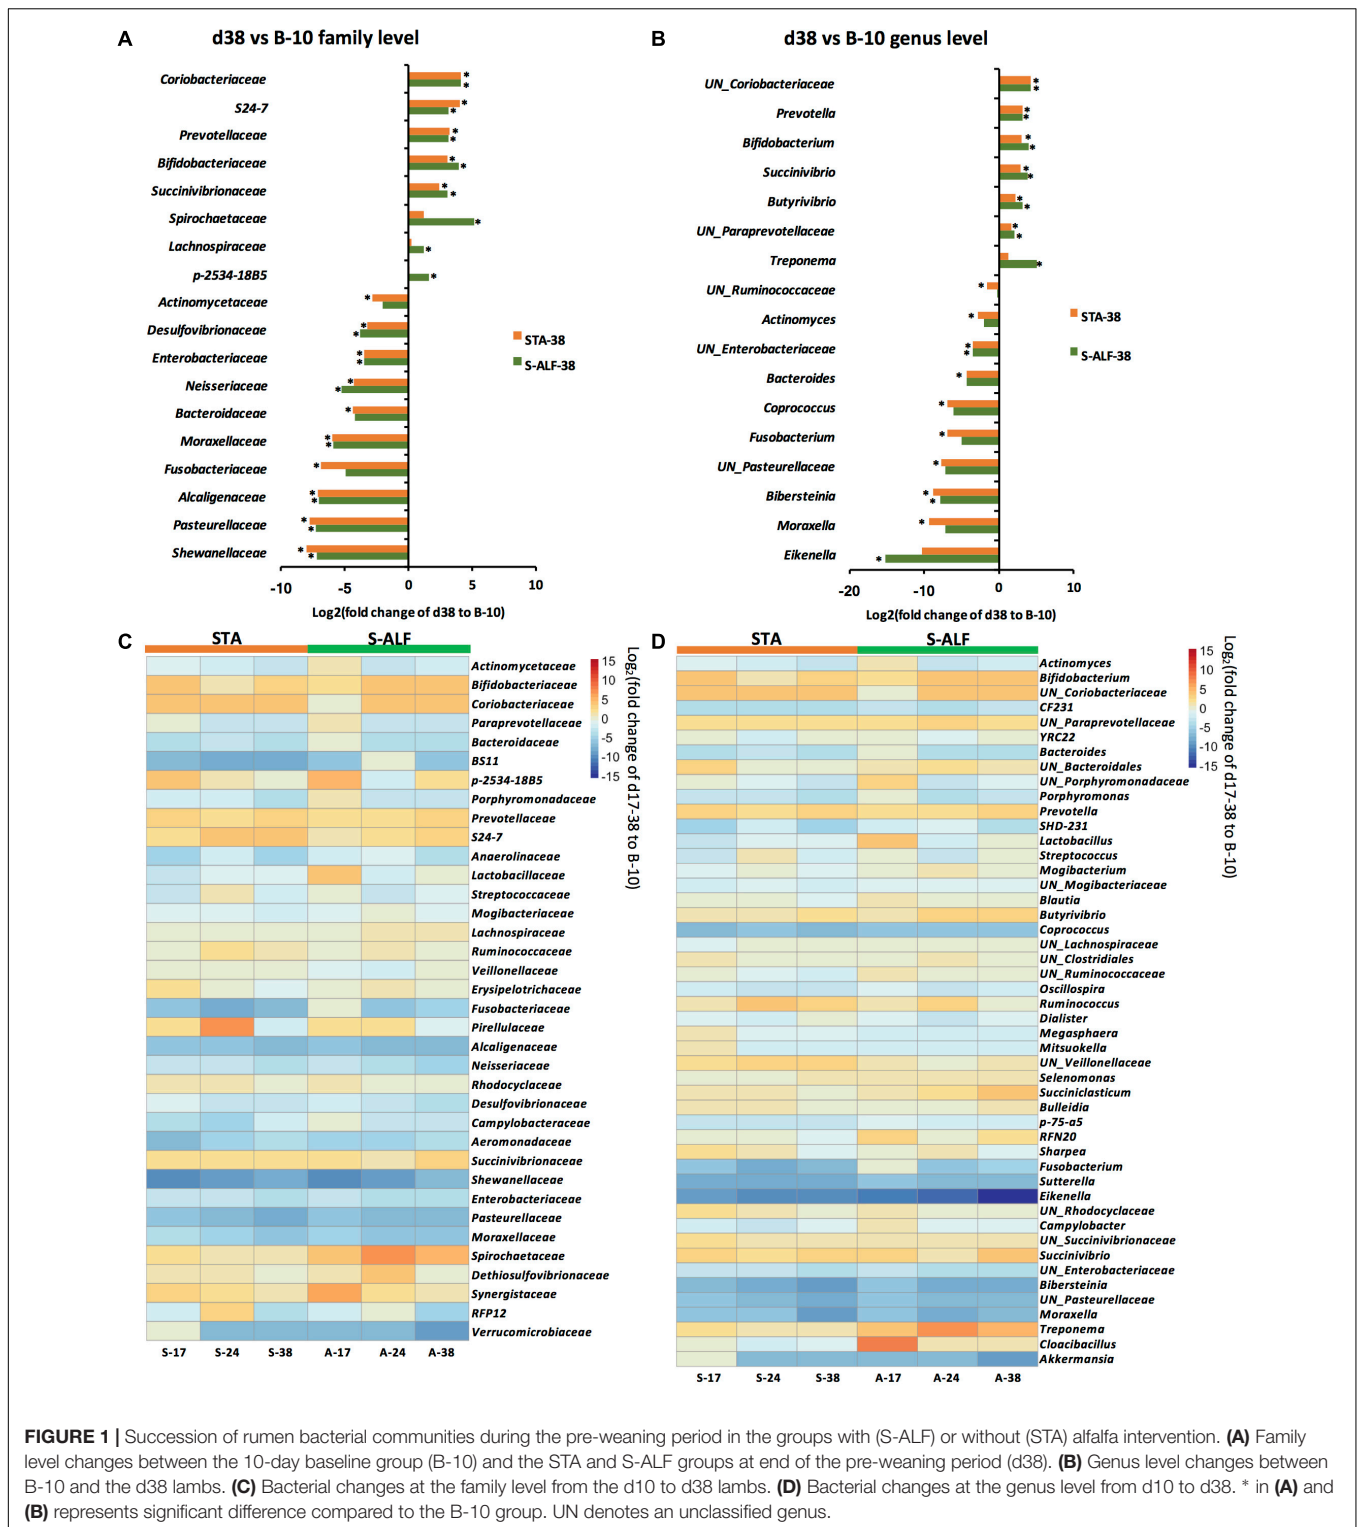 A
d38 vs B-10 family level
Coriobacteriaceae
S24-7
Prevotellaceae
Bifidobacteriaceae
Succinivibrionaceae
Spirochaetaceae
Lachnospiraceae
p-2534-18B5
Actinomycetaceae
Desulfovibrionaceae
Enterobacteriaceae
Neisseriaceae
Bacteroidaceae
Moraxellaceae
Fusobacteriaceae
Alcaligenaceae
Pasteurellaceae
Shewanellaceae
STA-38
S-ALF-38
-10 -5 0 5 10
Log2(fold change of d38 to B-10)
B
d38 vs B-10 genus level
UN_Coriobacteriaceae
Prevotella
Bifidobacterium
Succinivibrio
Butyrivibrio
UN_Paraprevotellaceae
Treponema
UN_Ruminococcaceae
Actinomyces
UN_Enterobacteriaceae
Bacteroides
Coprococcus
Fusobacterium
UN_Pasteurellaceae
Bibersteinia
Moraxella
Eikenella
STA-38
S-ALF-38
-20 -10 0 10
Log2(fold change of d38 to B-10)
C
STA S-ALF
Actinomycetaceae
Bifidobacteriaceae
Coriobacteriaceae
Paraprevotellaceae
Bacteroidaceae
BS11
p-2534-18B5
Porphyromonadaceae
Prevotellaceae
S24-7
Anaerolinaceae
Lactobacillaceae
Streptococcaceae
Mogibacteriaceae
Lachnospiraceae
Ruminococcaceae
Veillonellaceae
Erysipelotrichaceae
Fusobacteriaceae
Pirellulaceae
Alcaligenaceae
Neisseriaceae
Rhodocyclaceae
Desulfovibrionaceae
Campylobacteraceae
Aeromonadaceae
Succinivibrionaceae
Shewanellaceae
Enterobacteriaceae
Pasteurellaceae
Moraxellaceae
Spirochaetaceae
Dethiosulfovibrionaceae
Synergistaceae
RFP12
Verrucomicrobiaceae
S-17 S-24 S-38 A-17 A-24 A-38
15
10
5
0
-5
-10
-15
Log2(fold change of d17-38 to B-10)
D
STA S-ALF
Actinomyces
Bifidobacterium
UN_Coriobacteriaceae
CF231
UN_Paraprevotellaceae
YRC22
Bacteroides
UN_Bacteroidales
UN_Porphyromonadaceae
Porphyromonas
Prevotella
SHD-231
Lactobacillus
Streptococcus
Mogibacterium
UN_Mogibacteriaceae
Blautia
Butyrivibrio
Coprococcus
UN_Lachnospiraceae
UN_Clostridiales
UN_Ruminococcaceae
Oscillospira
Ruminococcus
Dialister
Megasphaera
Mitsuokella
UN_Veillonellaceae
Selenomonas
Succiniclasticum
Bulleidia
p-75-a5
RFN20
Sharpea
Fusobacterium
Sutterella
Eikenella
UN_Rhodocyclaceae
Campylobacter
UN_Succinivibrionaceae
Succinivibrio
UN_Enterobacteriaceae
Bibersteinia
UN_Pasteurellaceae
Moraxella
Treponema
Cloacibacillus
Akkermansia
S-17 S-24 S-38 A-17 A-24 A-38
15
10
5
0
-5
-10
-15
Log2(fold change of d17-38 to B-10)
FIGURE 1 | Succession of rumen bacterial communities during the pre-weaning period in the groups with (S-ALF) or without (STA) alfalfa intervention. (A) Family
level changes between the 10-day baseline group (B-10) and the STA and S-ALF groups at end of the pre-weaning period (d38). (B) Genus level changes between
B-10 and the d38 lambs. (C) Bacterial changes at the family level from the d10 to d38 lambs. (D) Bacterial changes at the genus level from d10 to d38. * in (A) and
(B) represents significant difference compared to the B-10 group. UN denotes an unclassified genus.